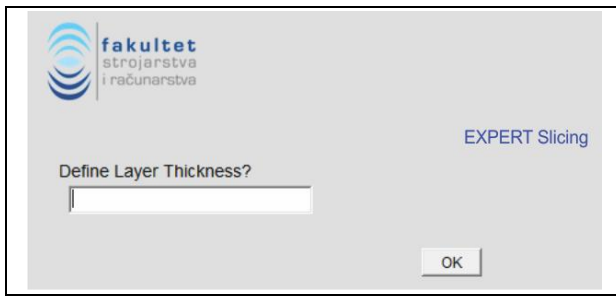 fakultet
strojarstva
i računarstva
EXPERT Slicing
Define Layer Thickness?
OK